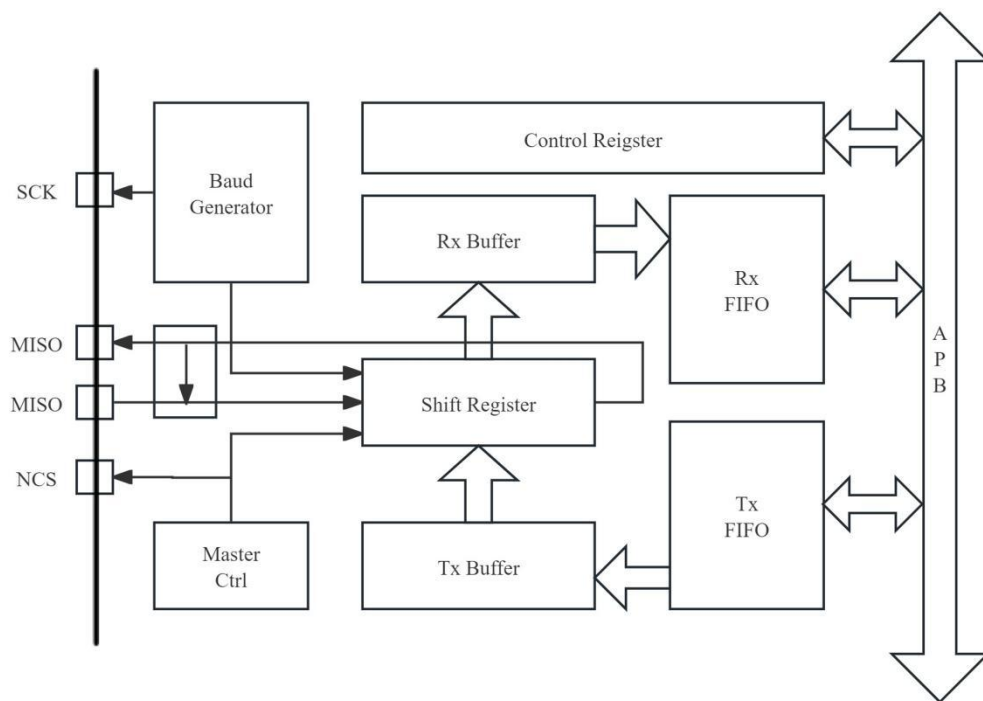 SCK
Baud
Generator
Control Reigster
Rx Buffer
Rx
FIFO
MISO
MISO
Shift Register
NCS
Master
Ctrl
Tx Buffer
Tx
FIFO
A
P
B